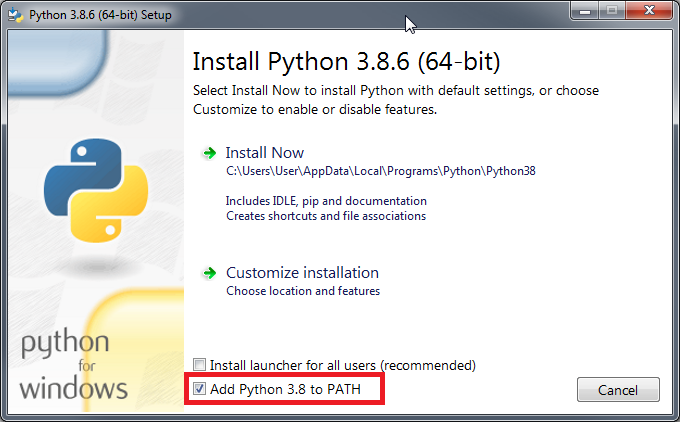 Python 3.8.6 (64-bit) Setup
Install Python 3.8.6 (64-bit)
Select Install Now to install Python with default settings, or choose
Customize to enable or disable features.
Install Now
C:\Users\User\AppData\Local\Programs\Python\Python38
Includes IDLE, pip and documentation
Creates shortcuts and file associations
Customize installation
Choose location and features
python
for
windows
Install launcher for all users (recommended)
Add Python 3.8 to PATH
Cancel